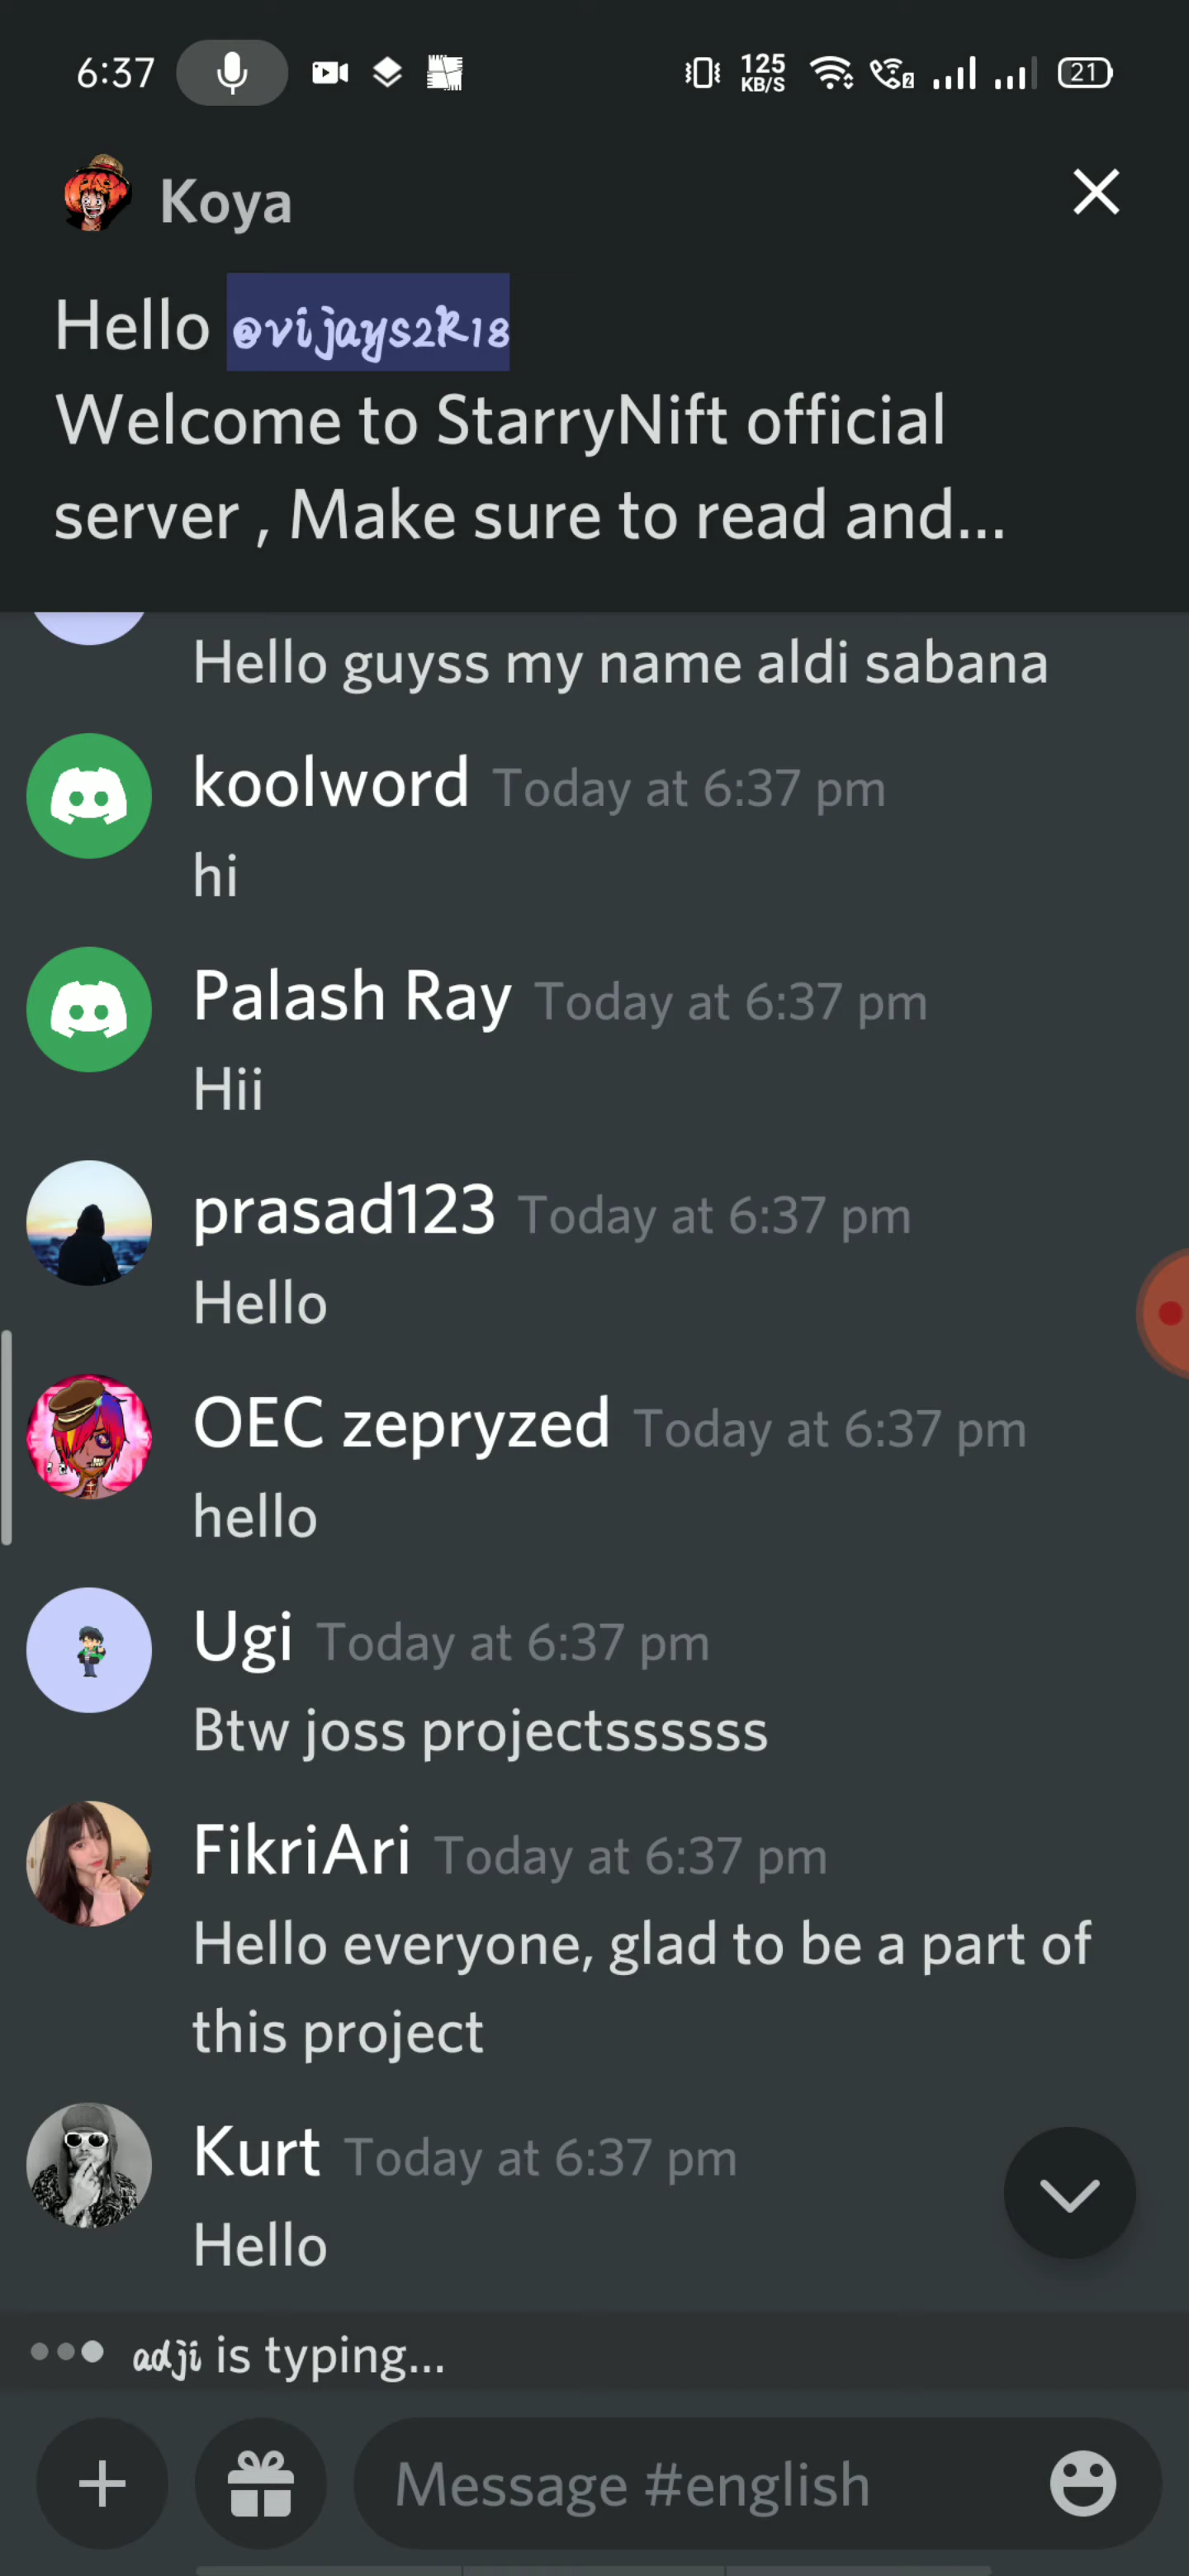 6:37
125
KB/S
2
21
Koya
Hello @vijays2R18
Welcome to StarryNift official
server , Make sure to read and...
Hello guyss my name aldi sabana
koolword Today at 6:37 pm
hi
Palash Ray Today at 6:37 pm
Hii
prasad123 Today at 6:37 pm
Hello
OEC zepryzed Today at 6:37 pm
hello
Ugi Today at 6:37 pm
Btw joss projectssssss
FikriAri Today at 6:37 pm
Hello everyone, glad to be a part of
this project
Kurt Today at 6:37 pm
Hello
adji is typing...
Message #english